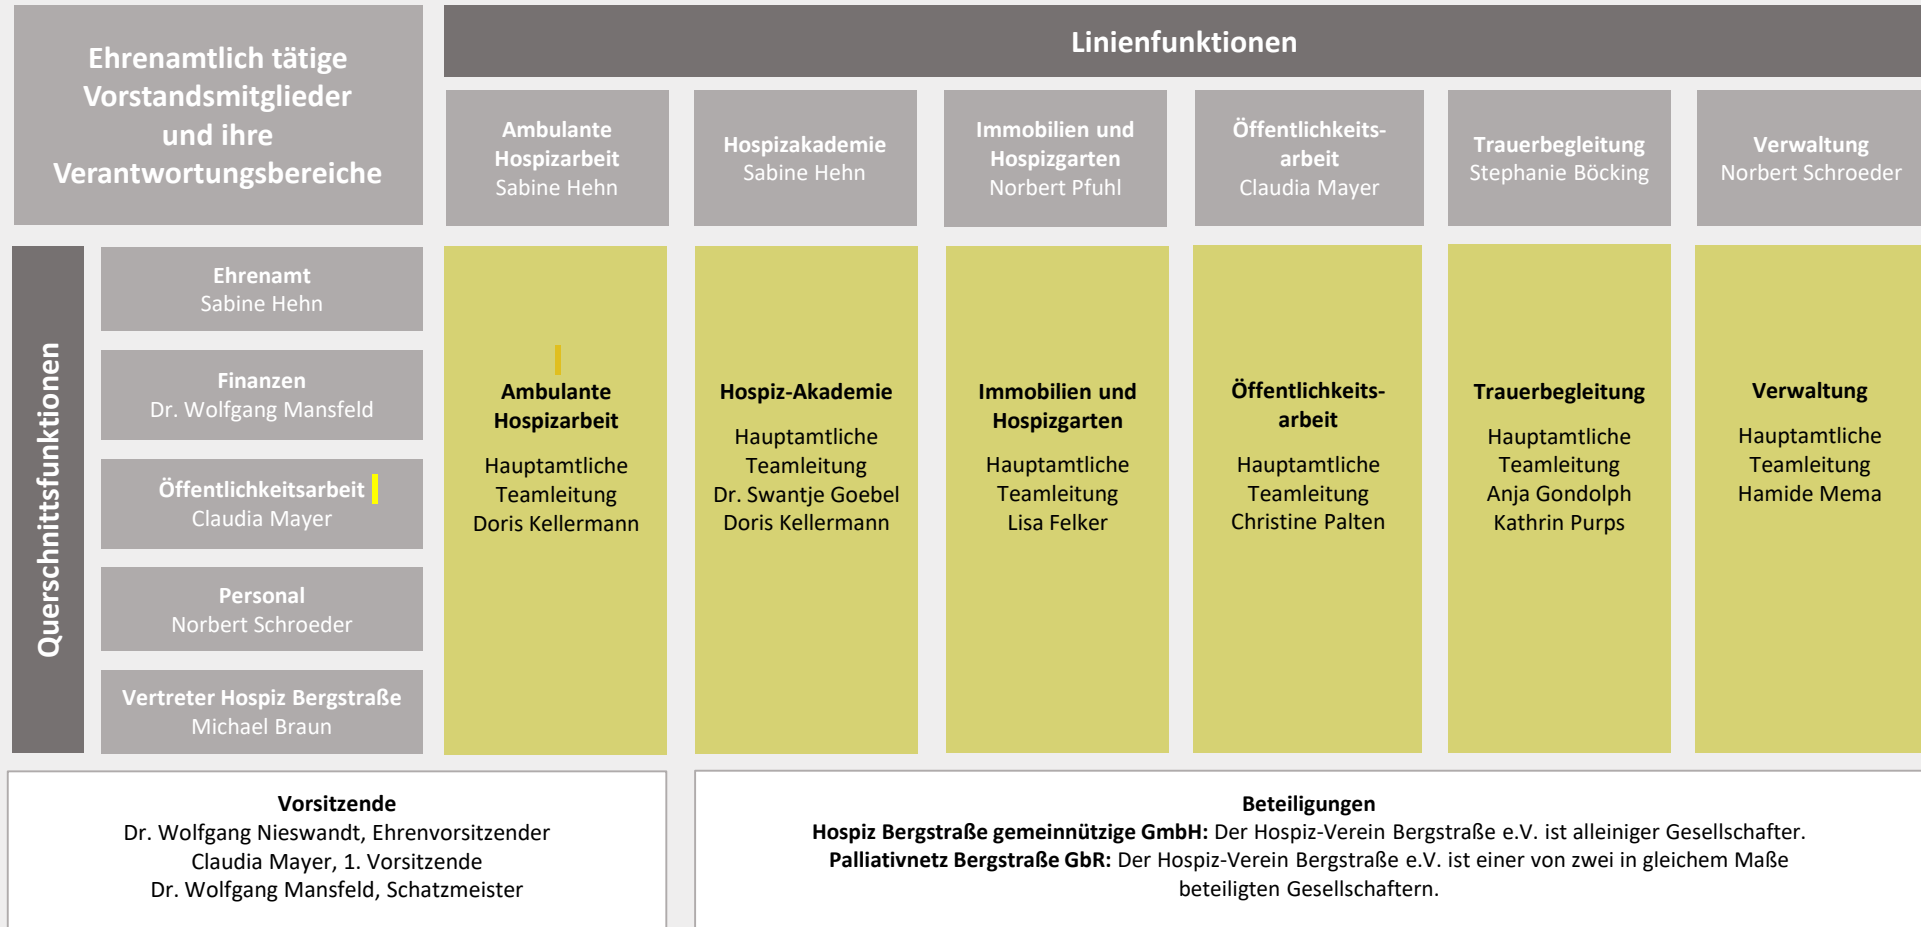 Ehrenamtlich tätige
Vorstandsmitglieder
und ihre
Verantwortungsbereiche
Linienfunktionen
Ambulante
Hospizarbeit
Sabine Hehn
Hospizakademie
Sabine Hehn
Immobilien und
Hospizgarten
Norbert Pfuhl
Öffentlichkeits-
arbeit
Claudia Mayer
Trauerbegleitung
Stephanie Böcking
Verwaltung
Norbert Schroeder
Querschnittsfunktionen
Ehrenamt
Sabine Hehn
Finanzen
Dr. Wolfgang Mansfeld
Öffentlichkeitsarbeit
Claudia Mayer
Personal
Norbert Schroeder
Vertreter Hospiz Bergstraße
Michael Braun
Ambulante
Hospizarbeit
Hauptamtliche
Teamleitung
Doris Kellermann
Hospiz-Akademie
Hauptamtliche
Teamleitung
Dr. Swantje Goebel
Doris Kellermann
Immobilien und
Hospizgarten
Hauptamtliche
Teamleitung
Lisa Felker
Öffentlichkeits-
arbeit
Hauptamtliche
Teamleitung
Christine Palten
Trauerbegleitung
Hauptamtliche
Teamleitung
Anja Gondolph
Kathrin Purps
Verwaltung
Hauptamtliche
Teamleitung
Hamide Mema
Vorsitzende
Dr. Wolfgang Nieswandt, Ehrenvorsitzender
Claudia Mayer, 1. Vorsitzende
Dr. Wolfgang Mansfeld, Schatzmeister
Beteiligungen
Hospiz Bergstraße gemeinnützige GmbH: Der Hospiz-Verein Bergstraße e.V. ist alleiniger Gesellschafter.
Palliativnetz Bergstraße GbR: Der Hospiz-Verein Bergstraße e.V. ist einer von zwei in gleichem Maße
beteiligten Gesellschaftern.